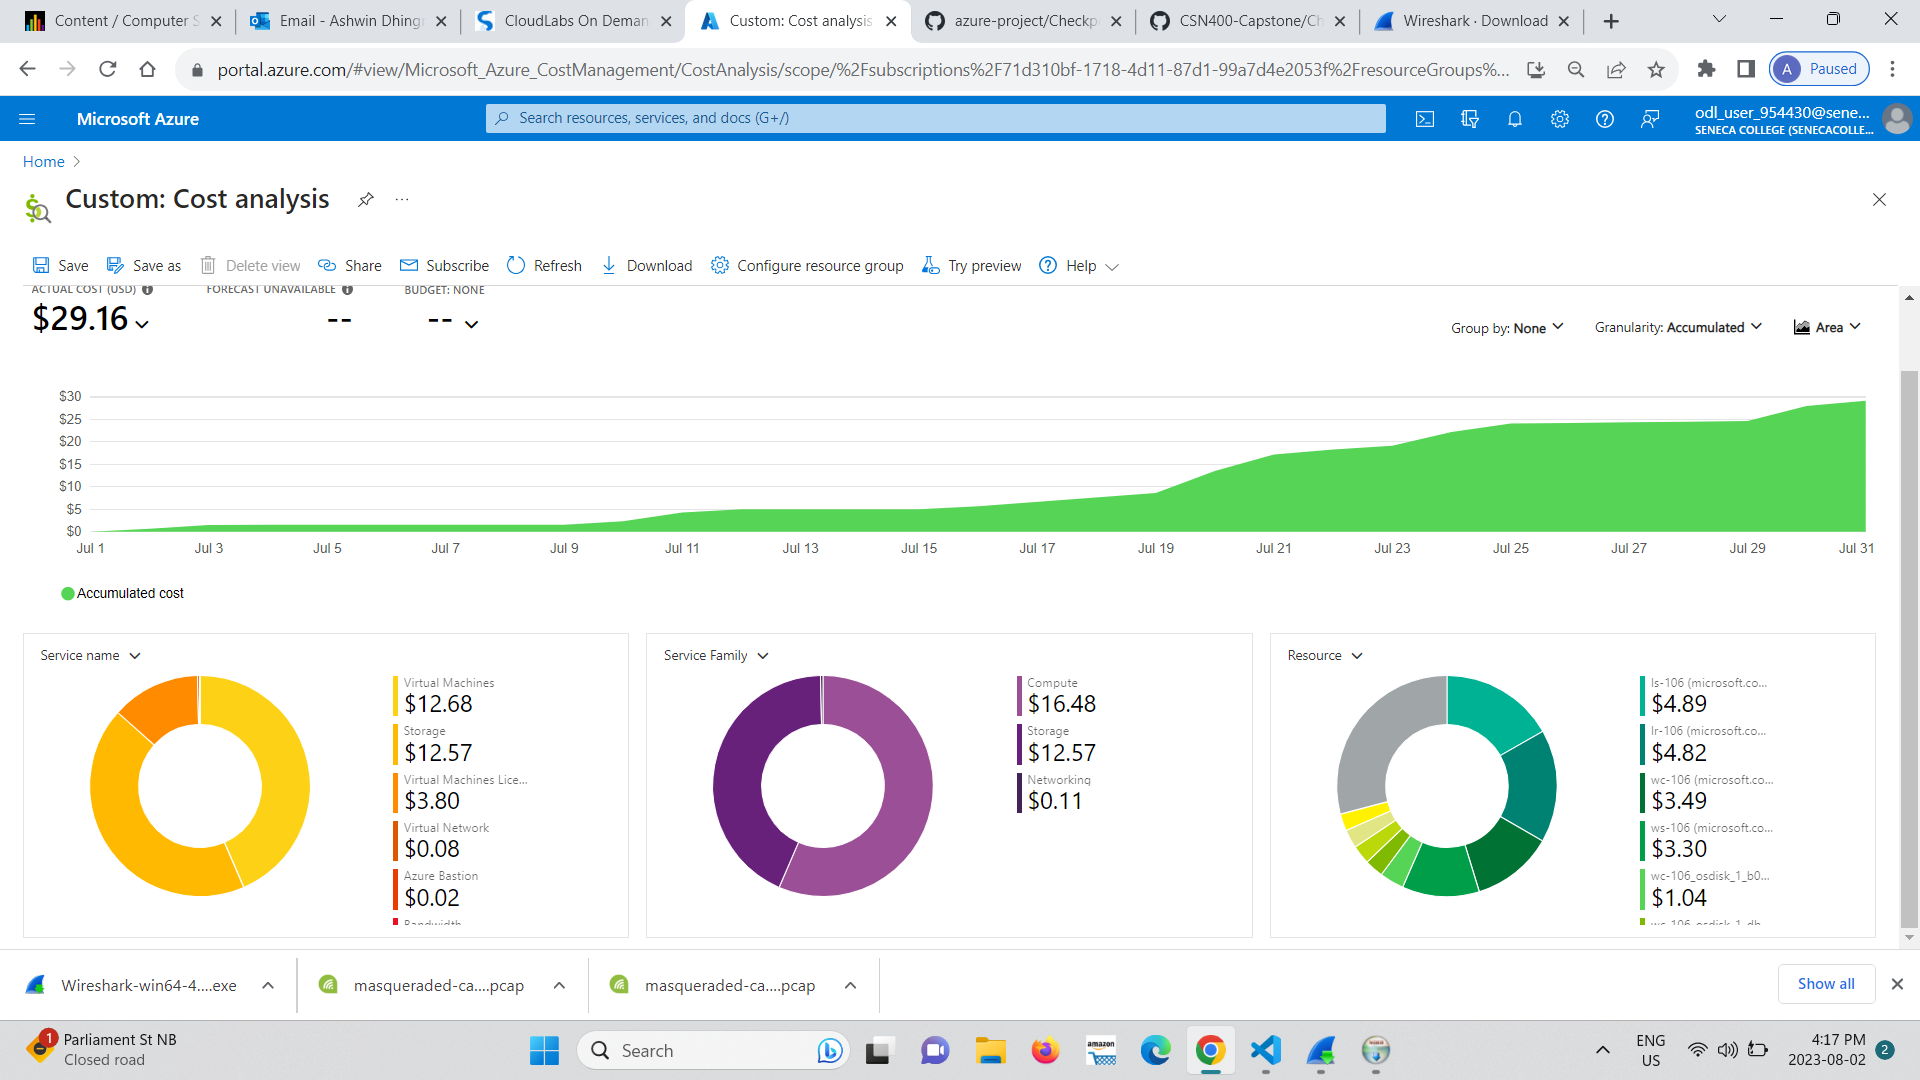 Content / Computer S
Email - Ashwin Dhing
CloudLabs On Deman
Custom: Cost analysis
azure-project/Checkp
CSN400-Capstone/Ch
Wireshark · Download
portal.azure.com/#view/Microsoft_Azure_CostManagement/CostAnalysis/scope/%2Fsubscriptions%2F71d310bf-1718-4d11-87d1-99a7d4e2053f%2FresourceGroups%...
A Paused
Microsoft Azure
Search resources, services, and docs (G+/)
odl_user_954430@sene...
SENECA COLLEGE (SENECACOLLE...
Home
Custom: Cost analysis
Save
Save as
Delete view
Share
Subscribe
Refresh
Download
Configure resource group
Try preview
Help
ACTUAL COST (USD)
FORECAST UNAVAILABLE
BUDGET: NONE
$29.16
--
--
Group by: None
Granularity: Accumulated
Area
$30
$25
$20
$15
$10
$5
$0
Jul 1 Jul 3 Jul 5 Jul 7 Jul 9 Jul 11 Jul 13 Jul 15 Jul 17 Jul 19 Jul 21 Jul 23 Jul 25 Jul 27 Jul 29 Jul 31
Accumulated cost
Service name
Virtual Machines
$12.68
Storage
$12.57
Virtual Machines Lice...
$3.80
Virtual Network
$0.08
Azure Bastion
$0.02
Bandwidth
Service Family
Compute
$16.48
Storage
$12.57
Networking
$0.11
Resource
ls-106 (microsoft.co...
$4.89
lr-106 (microsoft.co...
$4.82
wc-106 (microsoft.co...
$3.49
ws-106 (microsoft.co...
$3.30
wc-106_osdisk_1_b0...
$1.04
wc-106_osdisk_1_db
Wireshark-win64-4....exe
masqueraded-ca....pcap
masqueraded-ca....pcap
Show all
1
Parliament St NB
Closed road
Search
amazon
ENG
US
4:17 PM
2023-08-02
2